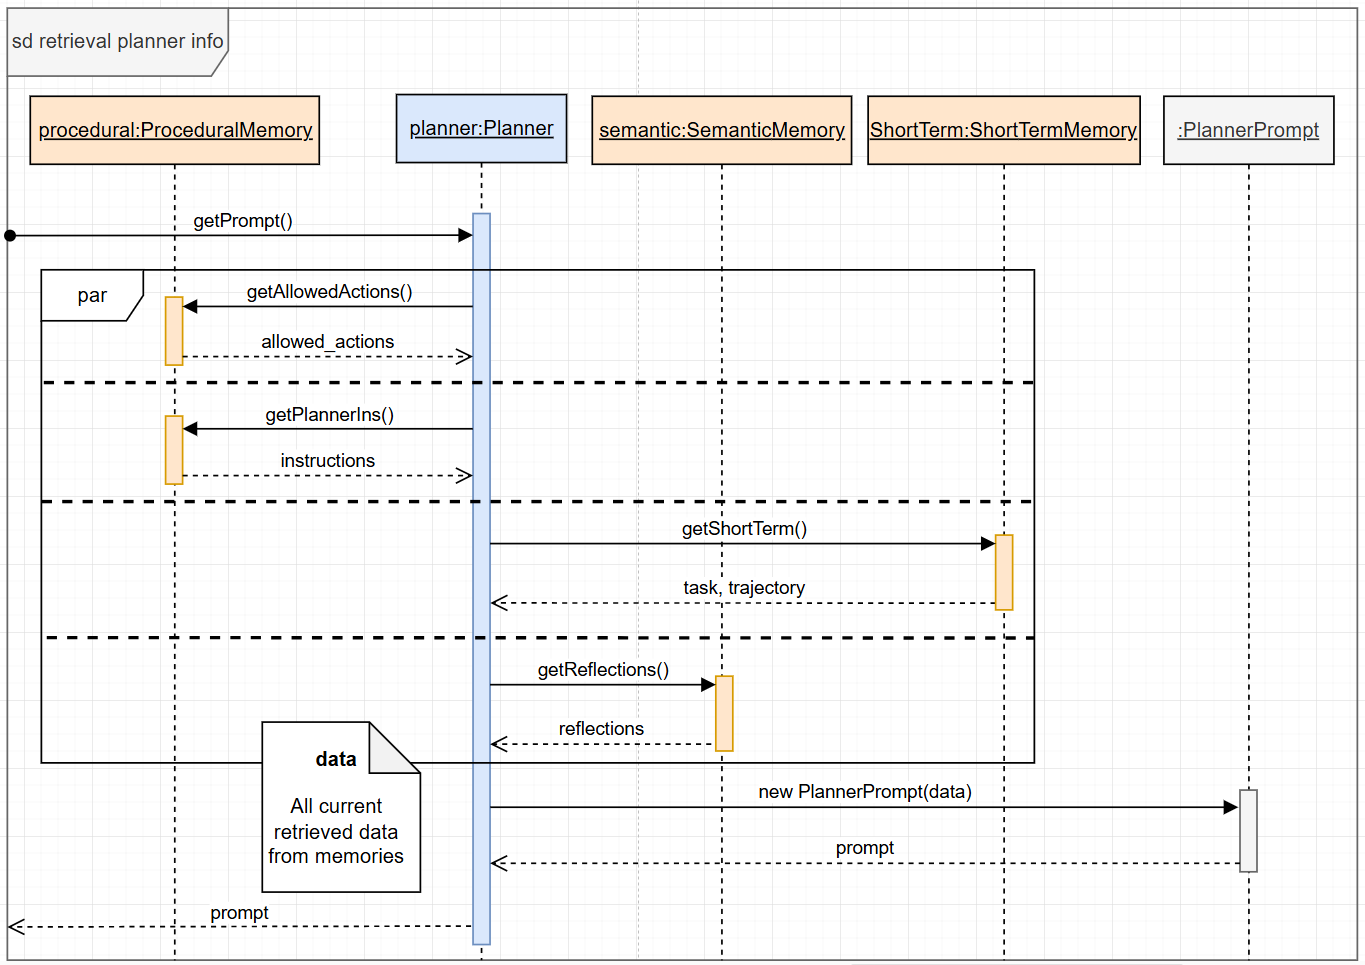 sd retrieval planner info
procedural:ProceduralMemory
planner:Planner
semantic:SemanticMemory
ShortTerm:ShortTermMemory
:PlannerPrompt
getPrompt()
par
getAllowedActions()
allowed_actions
getPlannerIns()
instructions
getShortTerm()
task, trajectory
getReflections()
reflections
data
All current
retrieved data
from memories
new PlannerPrompt(data)
prompt
prompt